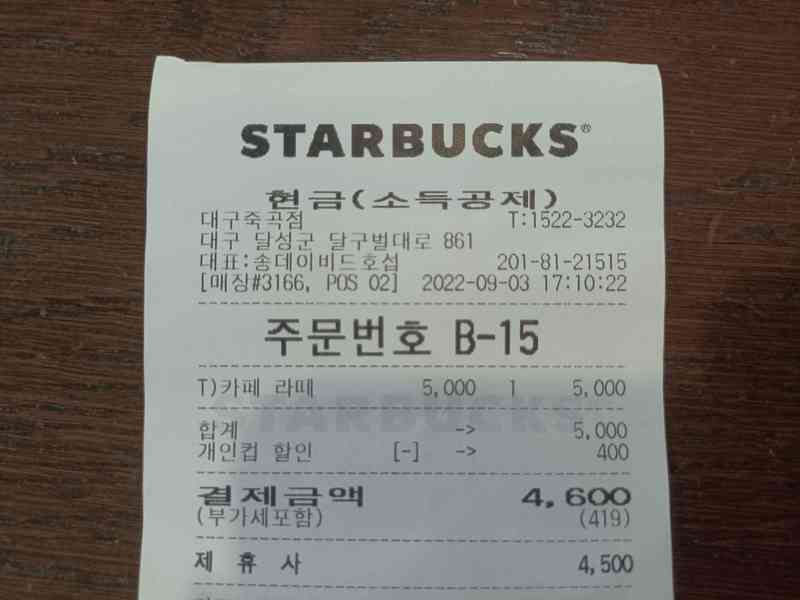 STARBUCKS®
현금(소득공제)
대구죽곡점 T:1522-3232
대구 달성군 달구벌대로 861
대표:송데이비드호섭 201-81-21515
[매장#3166, POS 02] 2022-09-03 17:10:22
주문번호 B-15
T)카페 라떼 5,000 1 5,000
합계 -> 5,000
개인컵 할인 [-] -> 400
결제금액 4,600
(부가세포함) (419)
제 휴 사 4,500